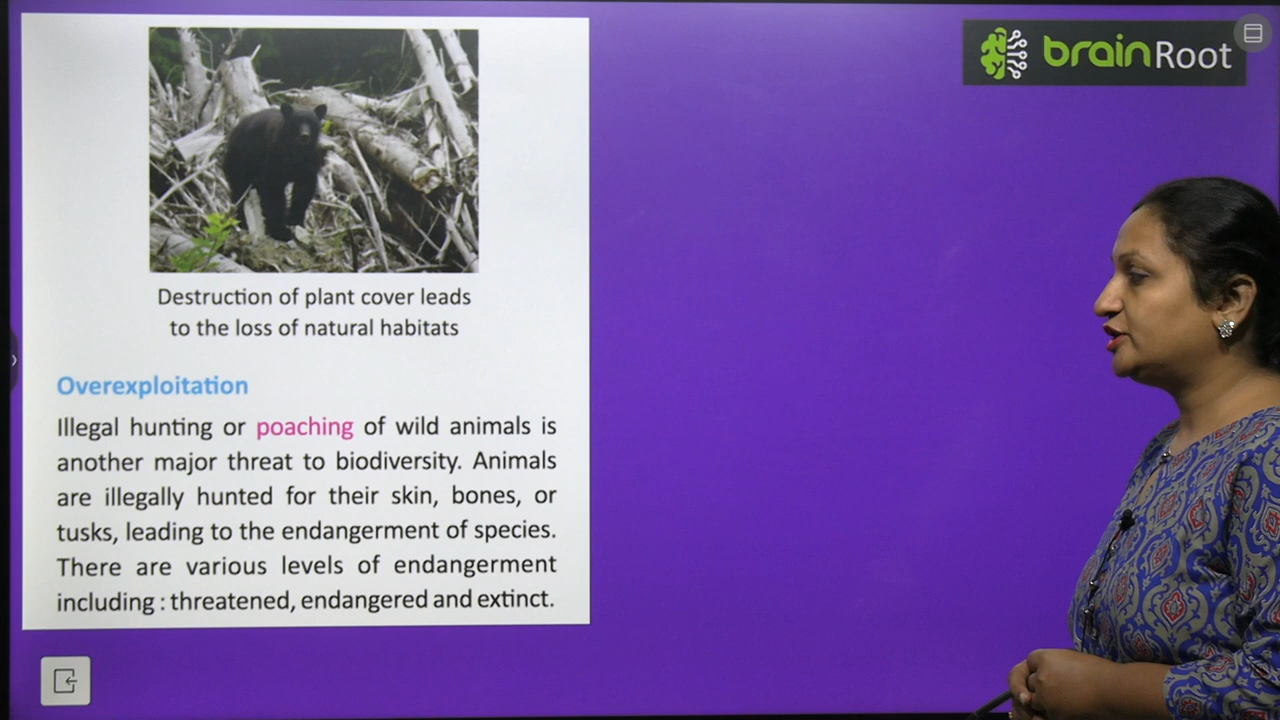 brainRoot
Destruction of plant cover leads
to the loss of natural habitats
Overexploitation
Illegal hunting or poaching of wild animals is
another major threat to biodiversity. Animals
are illegally hunted for their skin, bones, or
tusks, leading to the endangerment of species.
There are various levels of endangerment
including : threatened, endangered and extinct.